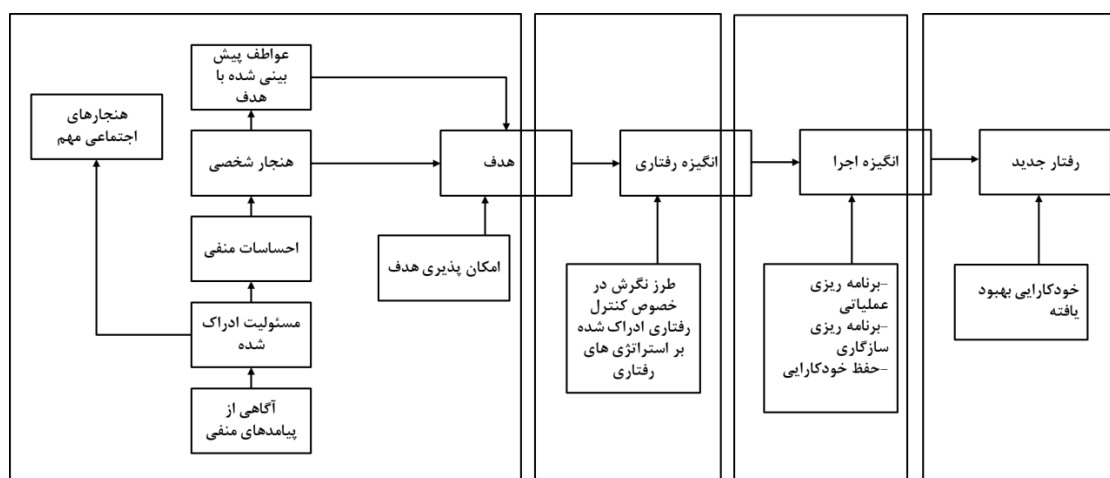 عواطف پیش
بینی شده با
هدف
هنجارهای
اجتماعی مهم
هنجار شخصی
هدف
انگیزه رفتاری
انگیزه اجرا
رفتار جدید
احساسات منفی
امکان پذیری هدف
طرز نگرش در
خصوص کنترل
رفتاری ادراک شده
بر استراتژی های
رفتاری
-برنامه ریزی
عملیاتی
-برنامه ریزی
سازگاری
-حفظ خودکارایی
خودکارایی بهبود
یافته
مسئولیت ادراک
شده
آگاهی از
پیامدهای منفی